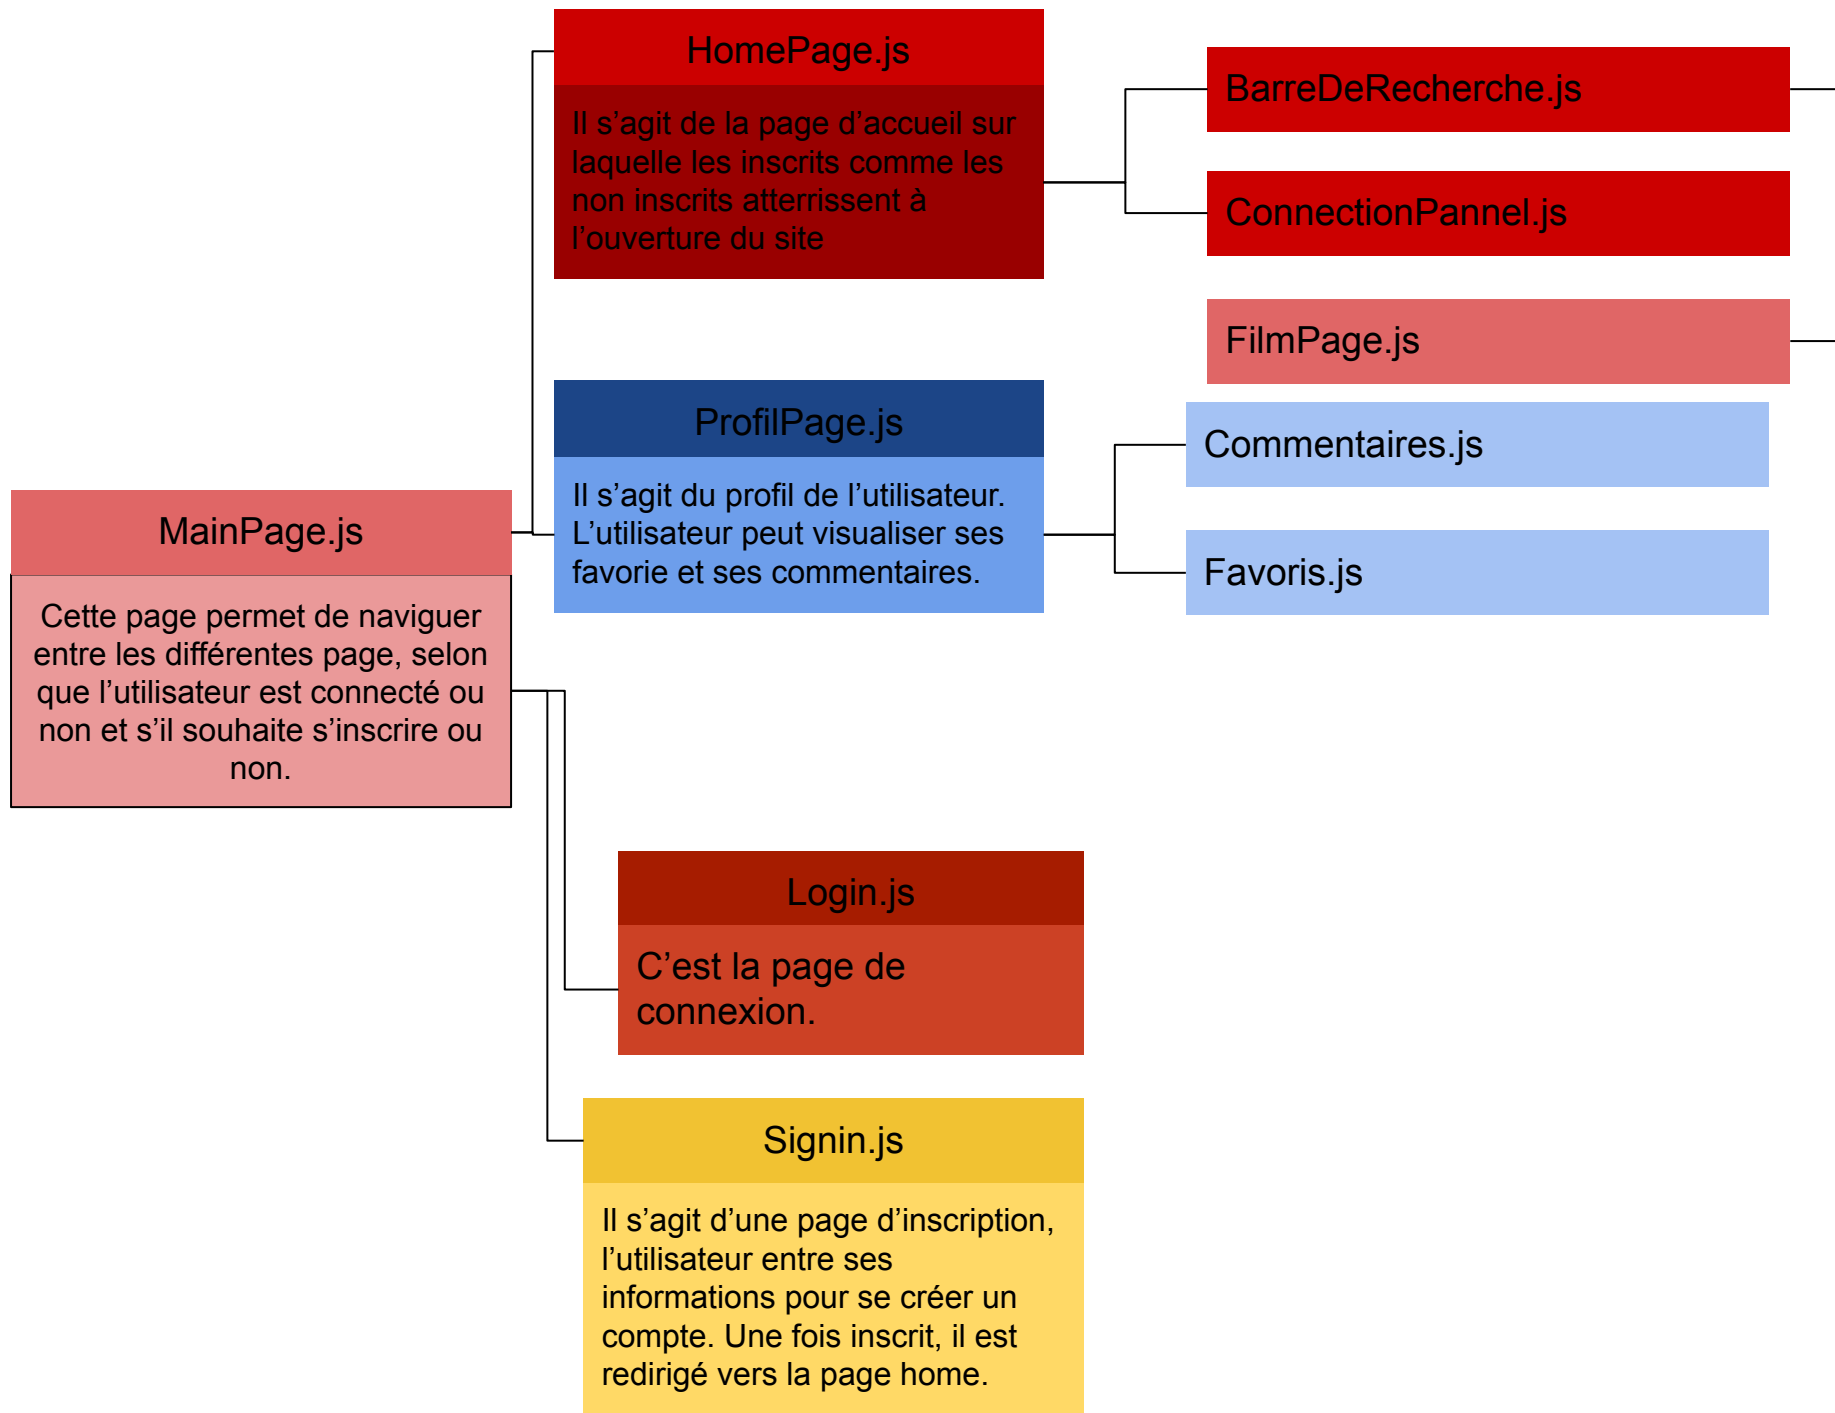 HomePage.js
Il s’agit de la page d’accueil sur
laquelle les inscrits comme les
non inscrits atterrissent à
l’ouverture du site
BarreDeRecherche.js
ConnectionPannel.js
FilmPage.js
ProfilPage.js
Il s’agit du profil de l’utilisateur.
L’utilisateur peut visualiser ses
favorie et ses commentaires.
Commentaires.js
Favoris.js
MainPage.js
Cette page permet de naviguer
entre les différentes page, selon
que l’utilisateur est connecté ou
non et s’il souhaite s’inscrire ou
non.
Login.js
C’est la page de
connexion.
Signin.js
Il s’agit d’une page d’inscription,
l’utilisateur entre ses
informations pour se créer un
compte. Une fois inscrit, il est
redirigé vers la page home.